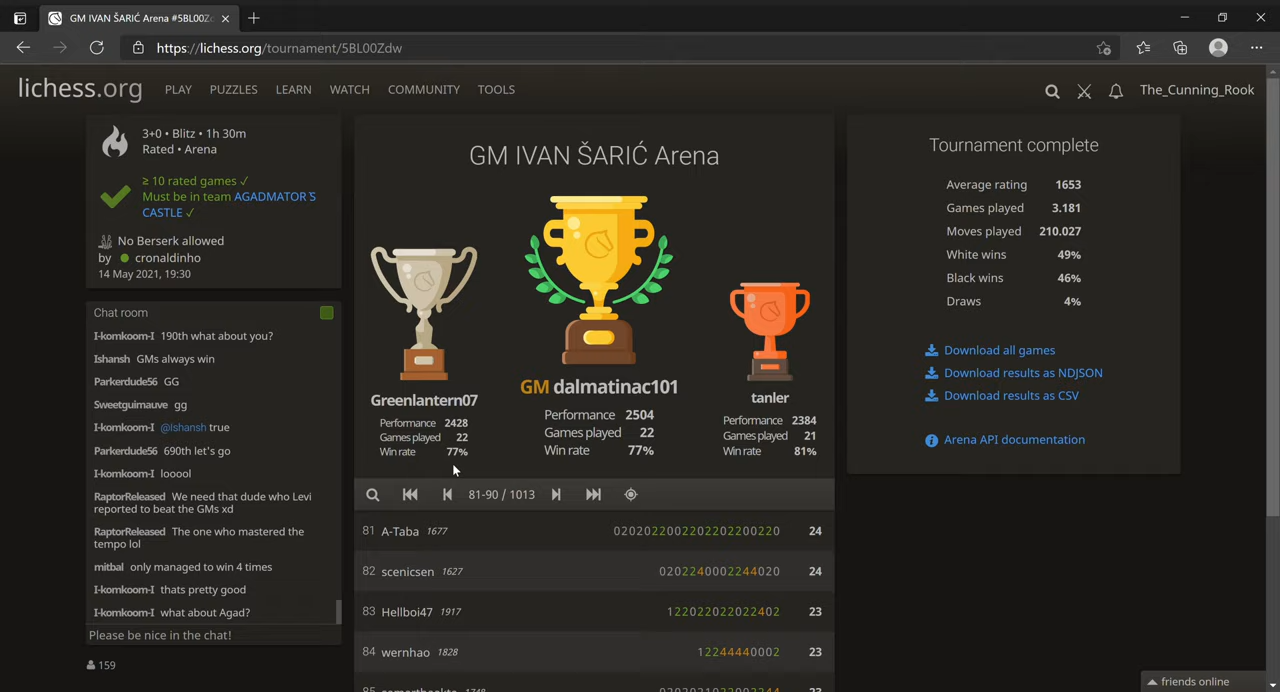 GM IVAN ŠARIĆ Arena #5BL00Z
https://lichess.org/tournament/5BL00Zdw
lichess.org PLAY PUZZLES LEARN WATCH COMMUNITY TOOLS The_Cunning_Rook
3+0 • Blitz • 1h 30m
Rated • Arena
≥ 10 rated games ✓
Must be in team AGADMATOR`S
CASTLE ✓
No Berserk allowed
by cronaldinho
14 May 2021, 19:30
Chat room
I-komkoom-I 190th what about you?
Ishansh GMs always win
Parkerdude56 GG
Sweetguimauve gg
I-komkoom-I @Ishansh true
Parkerdude56 690th let's go
I-komkoom-I looool
RaptorReleased We need that dude who Levi
reported to beat the GMs xd
RaptorReleased The one who mastered the
tempo lol
mitbal only managed to win 4 times
I-komkoom-I thats pretty good
I-komkoom-I what about Agad?
Please be nice in the chat!
159
GM IVAN ŠARIĆ Arena
Greenlantern07
Performance 2428
Games played 22
Win rate 77%
GM dalmatinac101
Performance 2504
Games played 22
Win rate 77%
tanler
Performance 2384
Games played 21
Win rate 81%
81-90 / 1013
81 A-Taba 1677 020202200220220220220 24
82 scenicsen 1627 0202240002244020 24
83 Hellboi47 1917 122022022022402 23
84 wernhao 1828 12244440002 23
Tournament complete
Average rating 1653
Games played 3.181
Moves played 210.027
White wins 49%
Black wins 46%
Draws 4%
Download all games
Download results as NDJSON
Download results as CSV
Arena API documentation
friends online